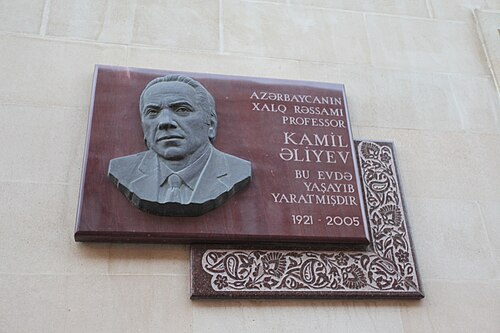 AZƏRBAYCANIN
XALQ RƏSSAMI
PROFESSOR
KAMİL
ƏLİYEV
BU EVDƏ
YAŞAYIB
YARATMIŞDIR
1921 - 2005